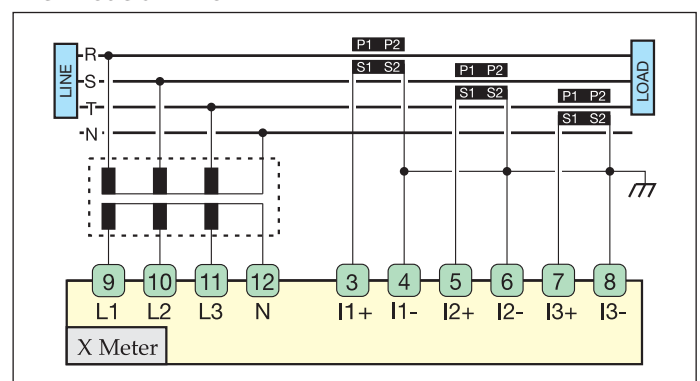 R
P1 P2
S1 S2
LINE
S
P1 P2
S1 S2
LOAD
T
P1 P2
S1 S2
N
9 10 11 12 3 4 5 6 7 8
L1 L2 L3 N I1+ I1- I2+ I2- I3+ I3-
X Meter